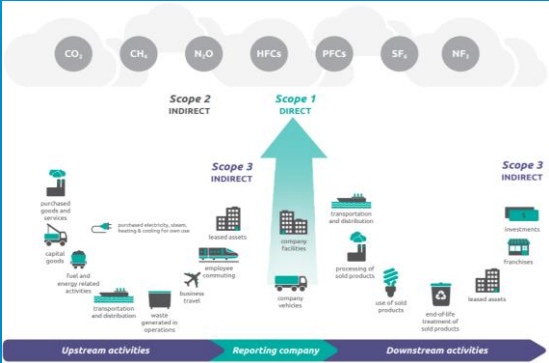 CO₂
CH₄
N₂O
HFCs
PFCs
SF₆
NF₃
Scope 2
INDIRECT
Scope 1
DIRECT
Scope 3
INDIRECT
Scope 3
INDIRECT
purchased
goods and
services
capital
goods
fuel and
energy related
activities
purchased electricity, steam,
heating & cooling for own use
transportation
and distribution
waste
generated in
operations
business
travel
employee
commuting
leased assets
company
facilities
company
vehicles
transportation
and distribution
processing of
sold products
use of sold
products
end-of-life
treatment of
sold products
leased assets
franchises
investments
Upstream activities
Reporting company
Downstream activities